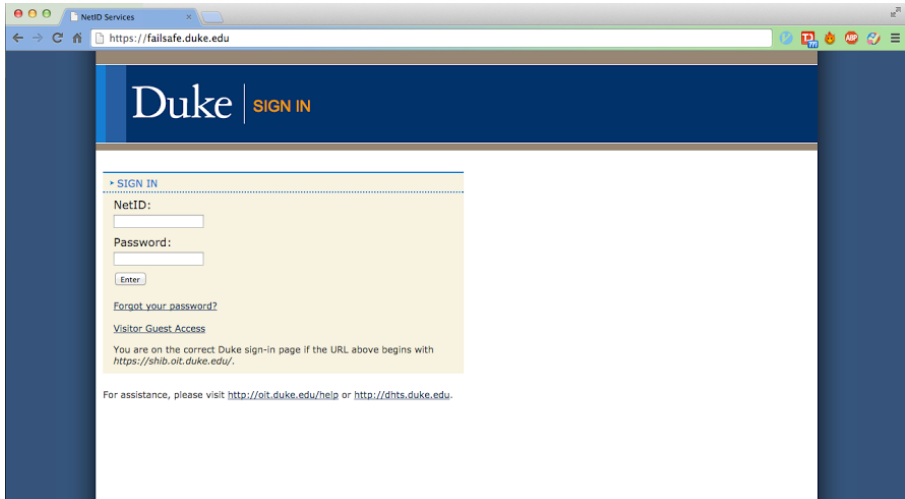 NetID Services
https://failsafe.duke.edu
ABP
Duke SIGN IN
SIGN IN
NetID:
Password:
Enter
Forgot your password?
Visitor Guest Access
You are on the correct Duke sign-in page if the URL above begins with
https://shib.oit.duke.edu/.
For assistance, please visit http://oit.duke.edu/help or http://dhts.duke.edu.